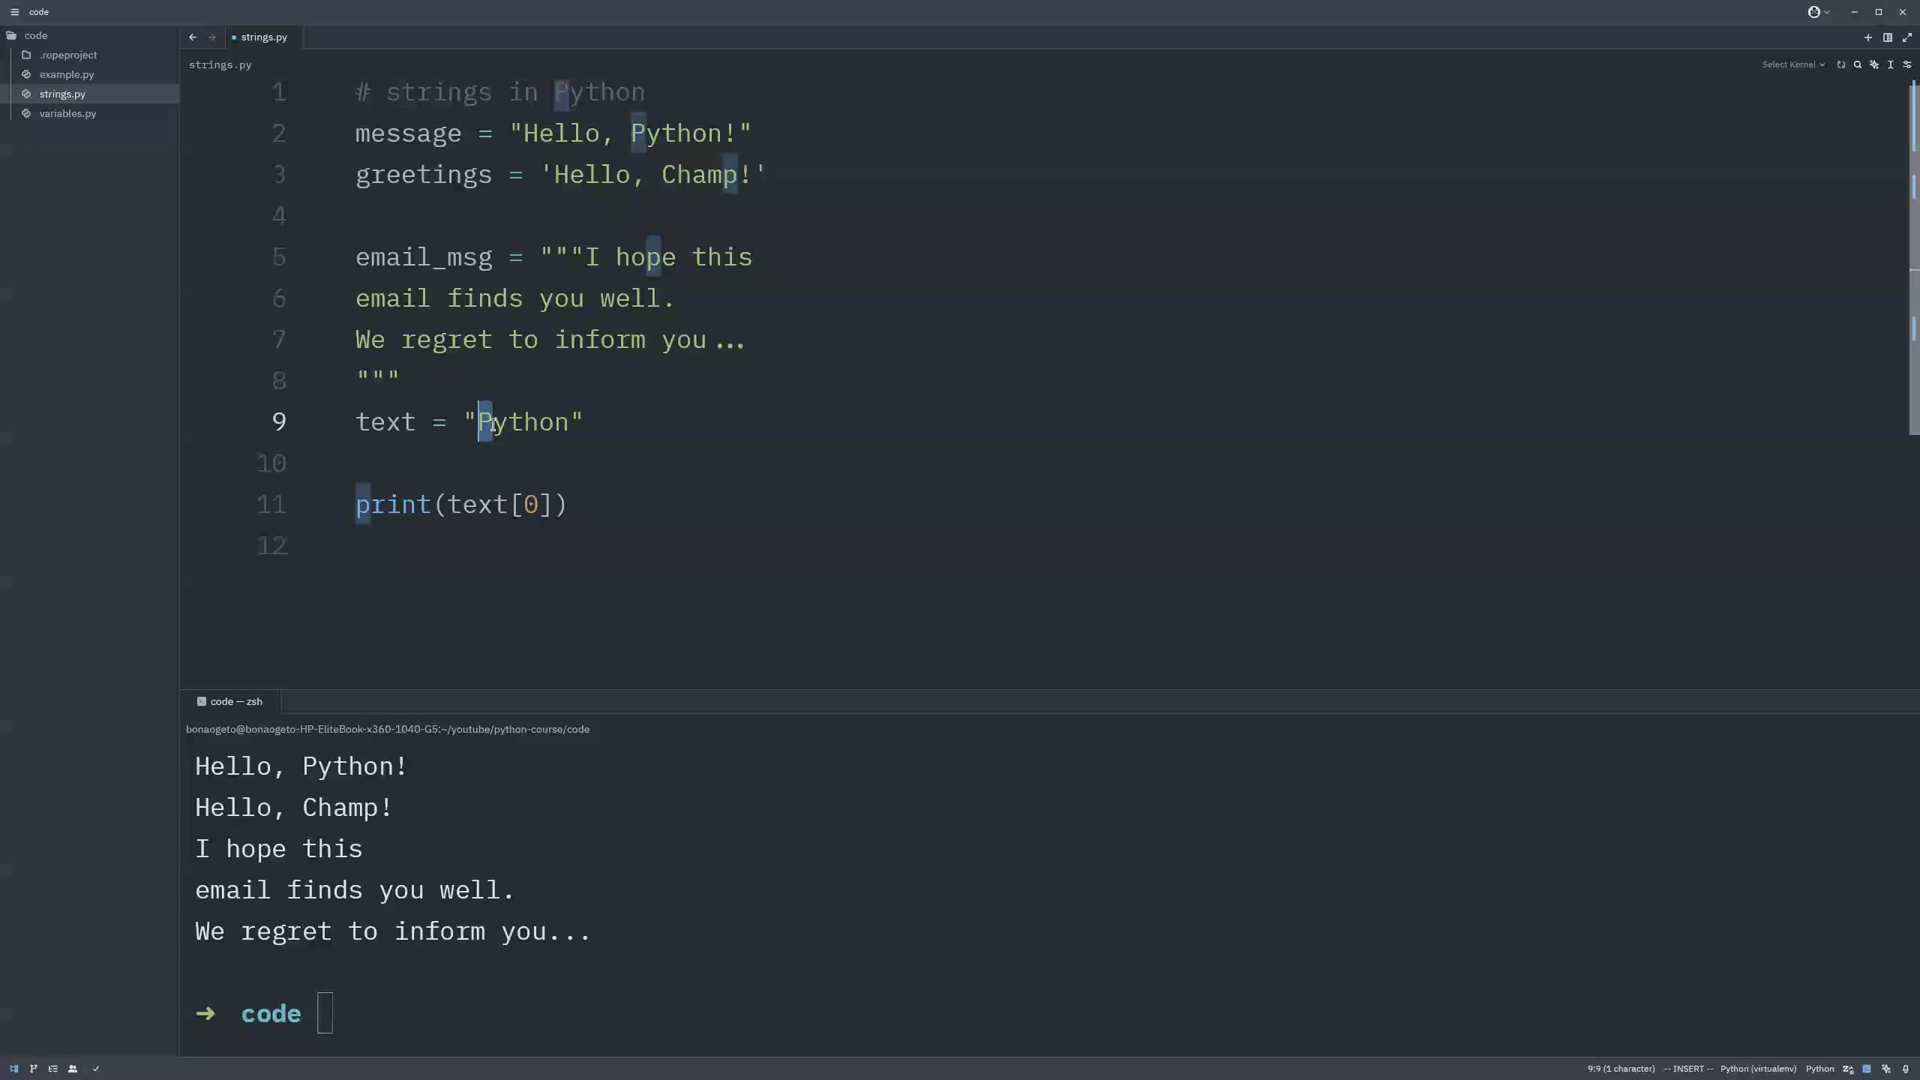 code
code
.ropeproject
example.py
strings.py
variables.py
strings.py
strings.py
Select Kernel
1 # strings in Python
2 message = "Hello, Python!"
3 greetings = 'Hello, Champ!'
4
5 email_msg = """I hope this
6 email finds you well.
7 We regret to inform you...
8 """
9 text = "Python"
10
11 print(text[0])
12
code — zsh
bonaogeto@bonaogeto-HP-EliteBook-x360-1040-G5:~/youtube/python-course/code
Hello, Python!
Hello, Champ!
I hope this
email finds you well.
We regret to inform you...
→ code
9:9 (1 character) -- INSERT -- Python (virtualenv) Python